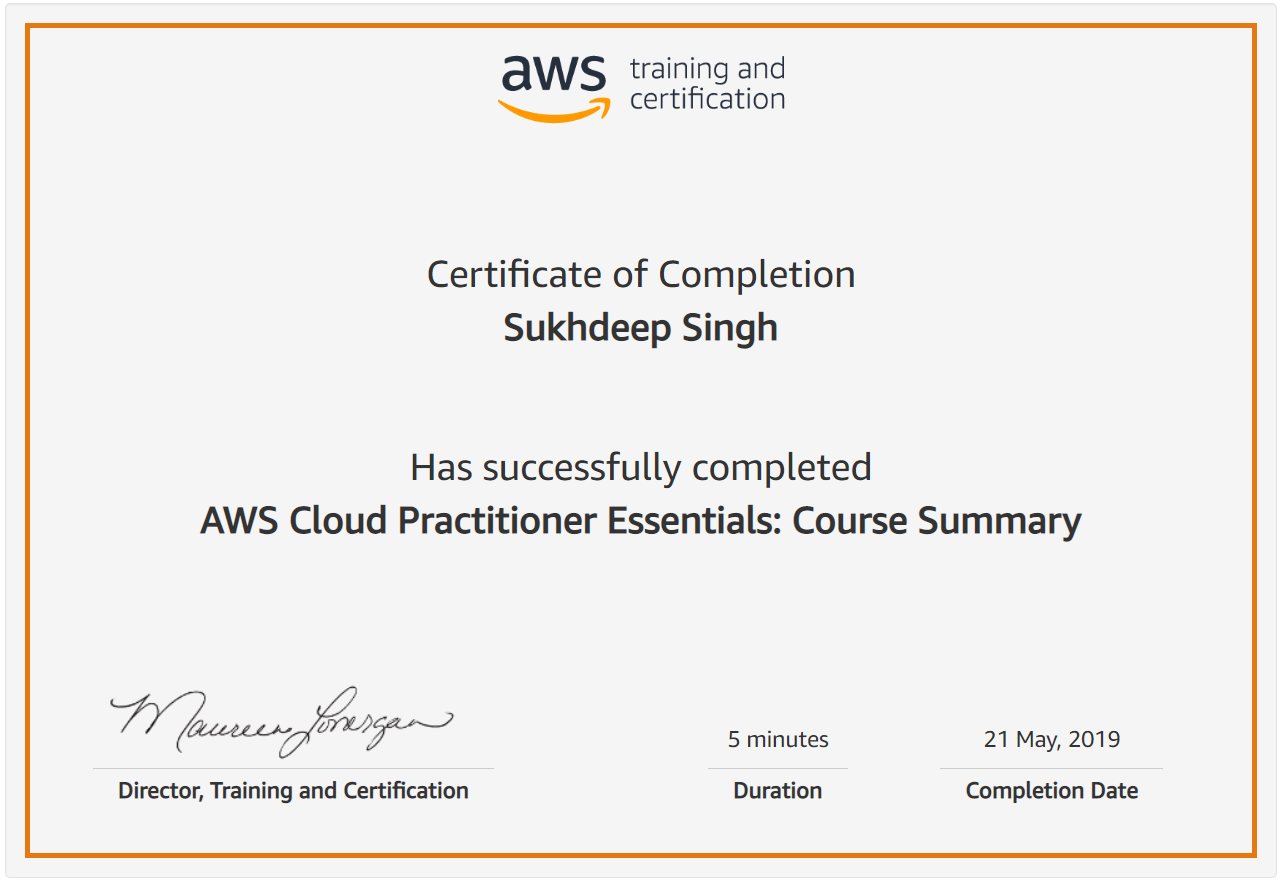 aws training and
certification
Certificate of Completion
Sukhdeep Singh
Has successfully completed
AWS Cloud Practitioner Essentials: Course Summary
Maureen Lonergan
5 minutes
21 May, 2019
Director, Training and Certification
Duration
Completion Date